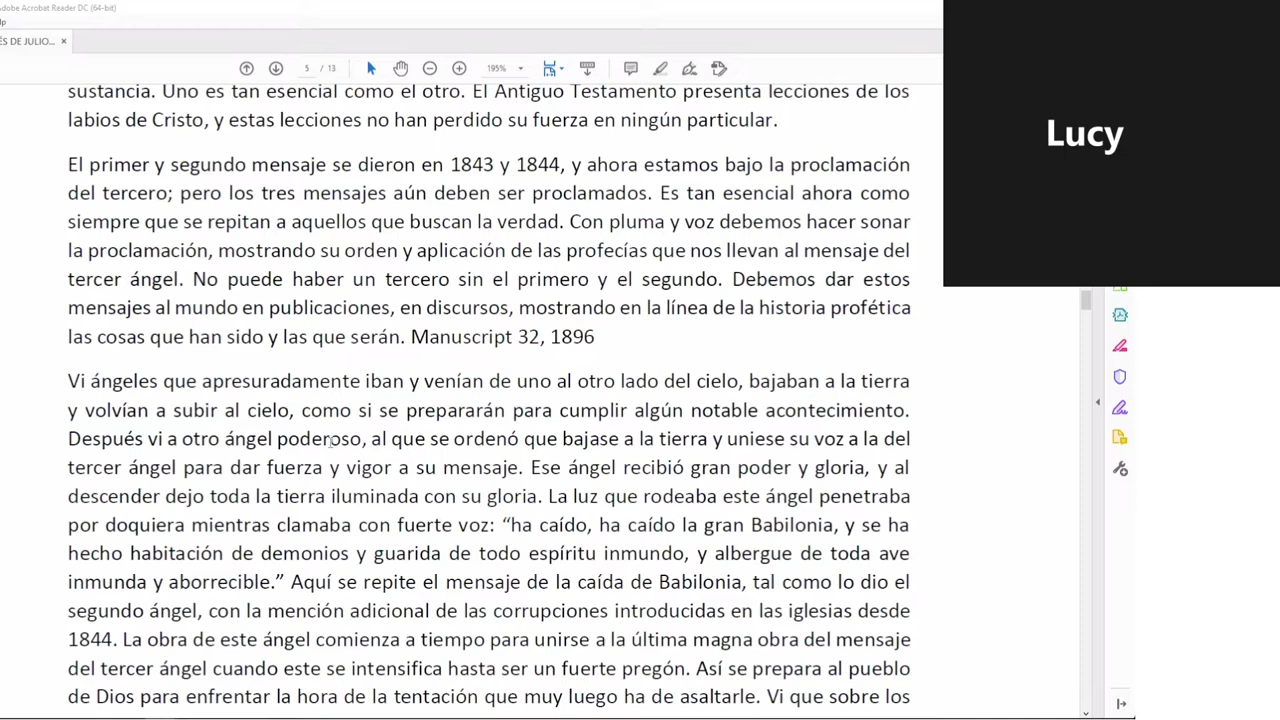 Adobe Acrobat Reader DC (64-bit)
lp
ÉS DE JULIO... ×
5 / 13
195%
Lucy
sustancia. Uno es tan esencial como el otro. El Antiguo Testamento presenta lecciones de los
labios de Cristo, y estas lecciones no han perdido su fuerza en ningún particular.
El primer y segundo mensaje se dieron en 1843 y 1844, y ahora estamos bajo la proclamación
del tercero; pero los tres mensajes aún deben ser proclamados. Es tan esencial ahora como
siempre que se repitan a aquellos que buscan la verdad. Con pluma y voz debemos hacer sonar
la proclamación, mostrando su orden y aplicación de las profecías que nos llevan al mensaje del
tercer ángel. No puede haber un tercero sin el primero y el segundo. Debemos dar estos
mensajes al mundo en publicaciones, en discursos, mostrando en la línea de la historia profética
las cosas que han sido y las que serán. Manuscript 32, 1896
Vi ángeles que apresuradamente iban y venían de uno al otro lado del cielo, bajaban a la tierra
y volvían a subir al cielo, como si se prepararán para cumplir algún notable acontecimiento.
Después vi a otro ángel poderoso, al que se ordenó que bajase a la tierra y uniese su voz a la del
tercer ángel para dar fuerza y vigor a su mensaje. Ese ángel recibió gran poder y gloria, y al
descender dejo toda la tierra iluminada con su gloria. La luz que rodeaba este ángel penetraba
por doquiera mientras clamaba con fuerte voz: “ha caído, ha caído la gran Babilonia, y se ha
hecho habitación de demonios y guarida de todo espíritu inmundo, y albergue de toda ave
inmunda y aborrecible.” Aquí se repite el mensaje de la caída de Babilonia, tal como lo dio el
segundo ángel, con la mención adicional de las corrupciones introducidas en las iglesias desde
1844. La obra de este ángel comienza a tiempo para unirse a la última magna obra del mensaje
del tercer ángel cuando este se intensifica hasta ser un fuerte pregón. Así se prepara al pueblo
de Dios para enfrentar la hora de la tentación que muy luego ha de asaltarle. Vi que sobre los